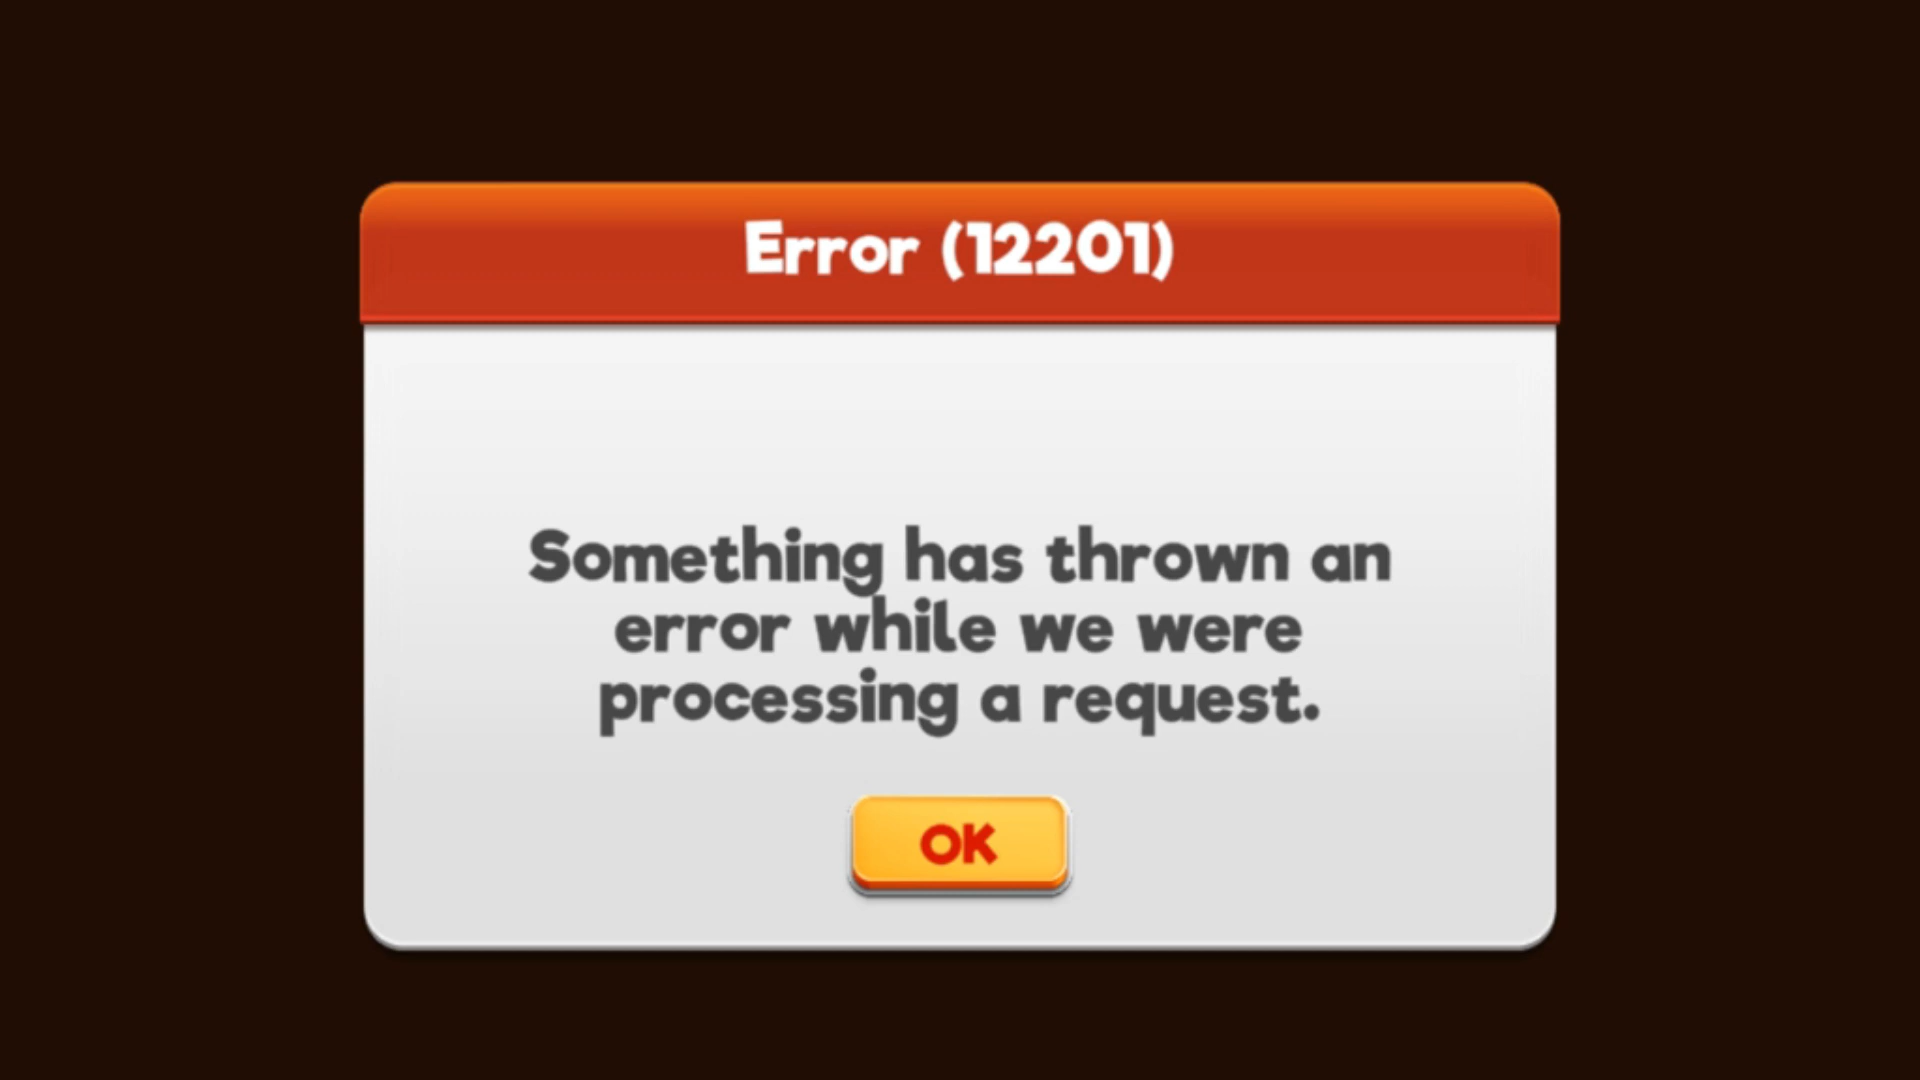 Error (12201)
Something has thrown an
error while we were
processing a request.
OK